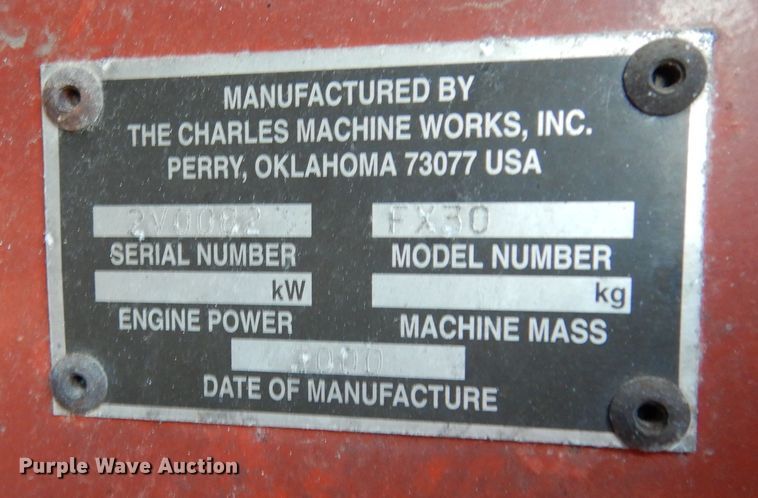 MANUFACTURED BY
THE CHARLES MACHINE WORKS, INC.
PERRY, OKLAHOMA 73077 USA
FX30
SERIAL NUMBER MODEL NUMBER
kW kg
ENGINE POWER MACHINE MASS
DATE OF MANUFACTURE
Purple Wave Auction